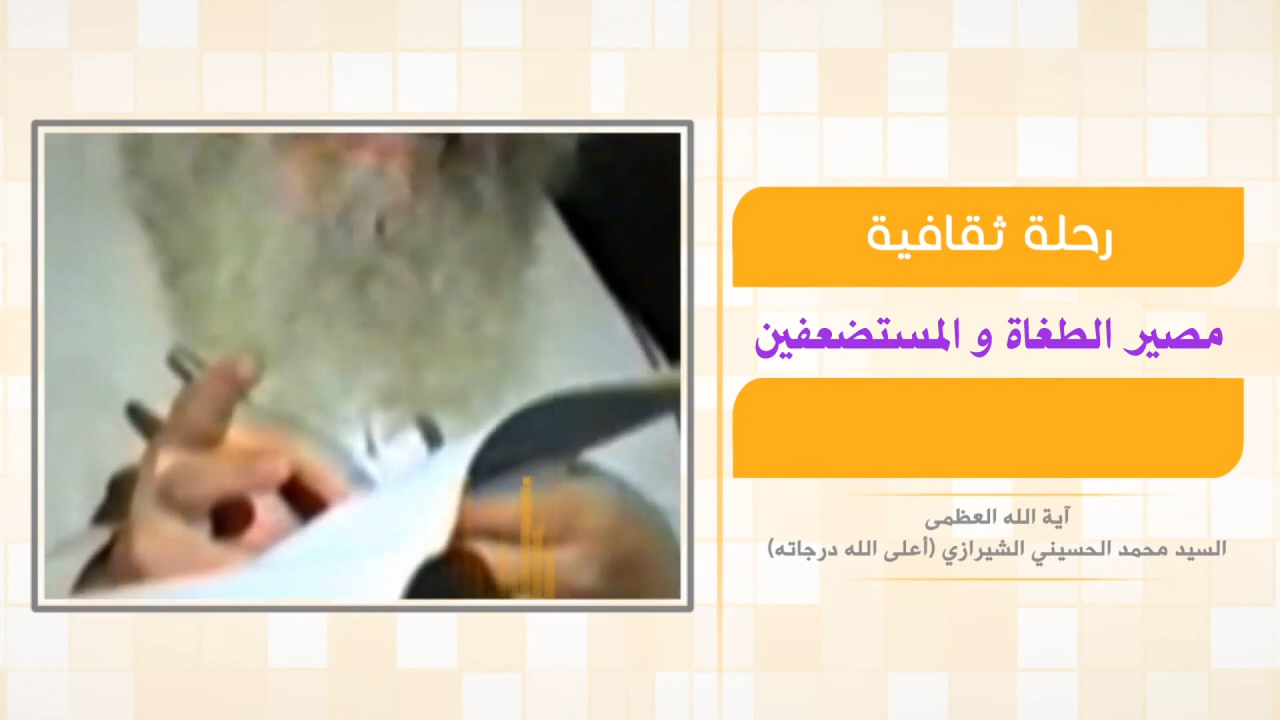 رحلة ثقافية
مصير الطغاة و المستضعفين
آية الله العظمى
السيد محمد الحسيني الشيرازي (أعلى الله درجاته)